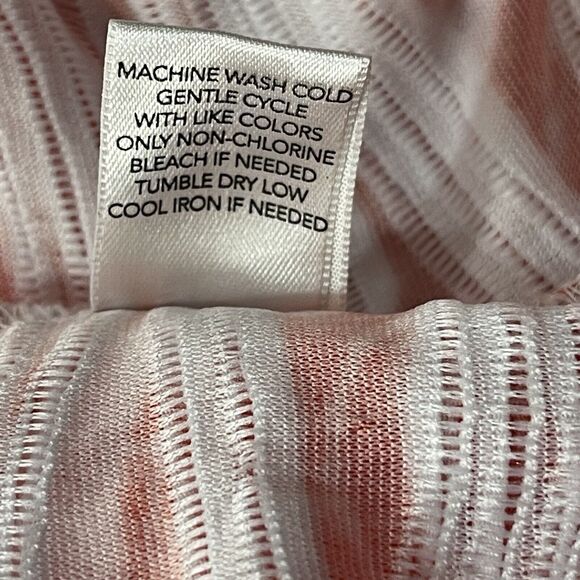 MACHINE WASH COLD
GENTLE CYCLE
WITH LIKE COLORS
ONLY NON-CHLORINE
BLEACH IF NEEDED
TUMBLE DRY LOW
COOL IRON IF NEEDED